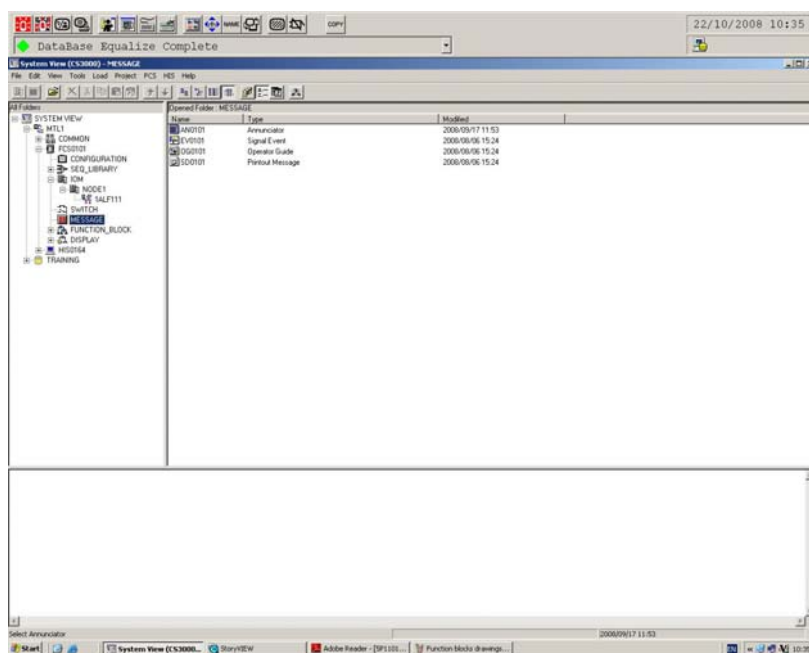 NAME
COPY
22/10/2008 10:35
DataBase Equalize Complete
System View (CS3000) - MESSAGE
File Edit View Tools Load Project FCS HIS Help
All Folders
Opened Folder : MESSAGE
Name Type Modified
SYSTEM VIEW
MTL1
COMMON
FCS0101
CONFIGURATION
SEQ_LIBRARY
IOM
NODE1
1ALF111
SWITCH
MESSAGE
FUNCTION_BLOCK
DISPLAY
HIS0164
TRAINING
AN0101 Annunciator 2008/09/17 11:53
EV0101 Signal Event 2008/08/06 15:24
OG0101 Operator Guide 2008/08/06 15:24
SD0101 Printout Message 2008/08/06 15:24
Select Annunciator 2008/09/17 11:53
Start System View (CS3000... StoryVIEW Adobe Reader - [SP1101... Function blocks drawings... EN